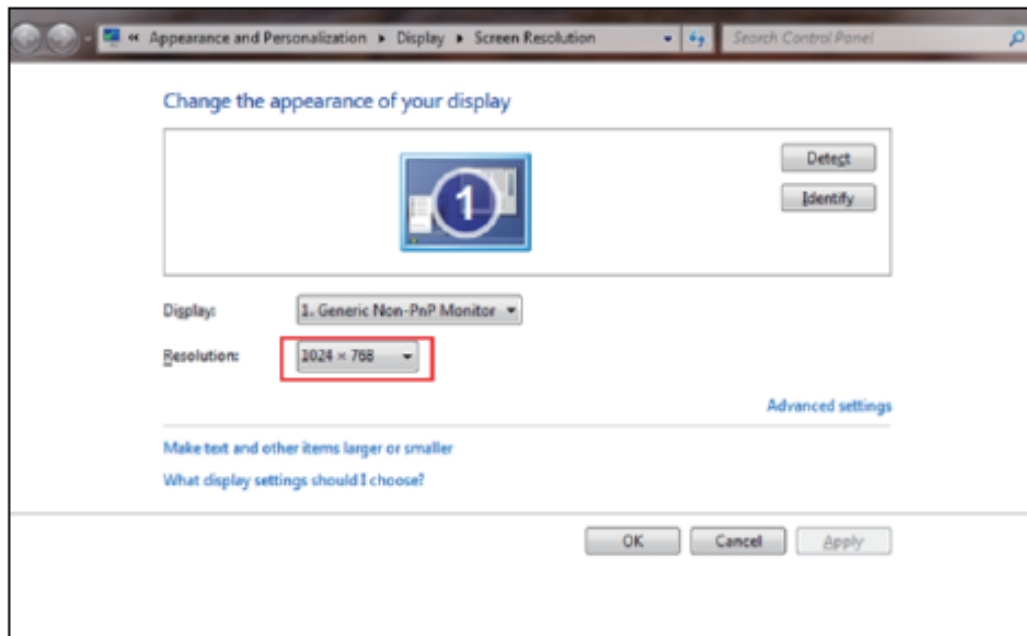 « Appearance and Personalization ▸ Display ▸ Screen Resolution Search Control Panel
Change the appearance of your display
1
Detect
Identify
Display: 1. Generic Non-PnP Monitor
Resolution: 1024 × 768
Advanced settings
Make text and other items larger or smaller
What display settings should I choose?
OK Cancel Apply